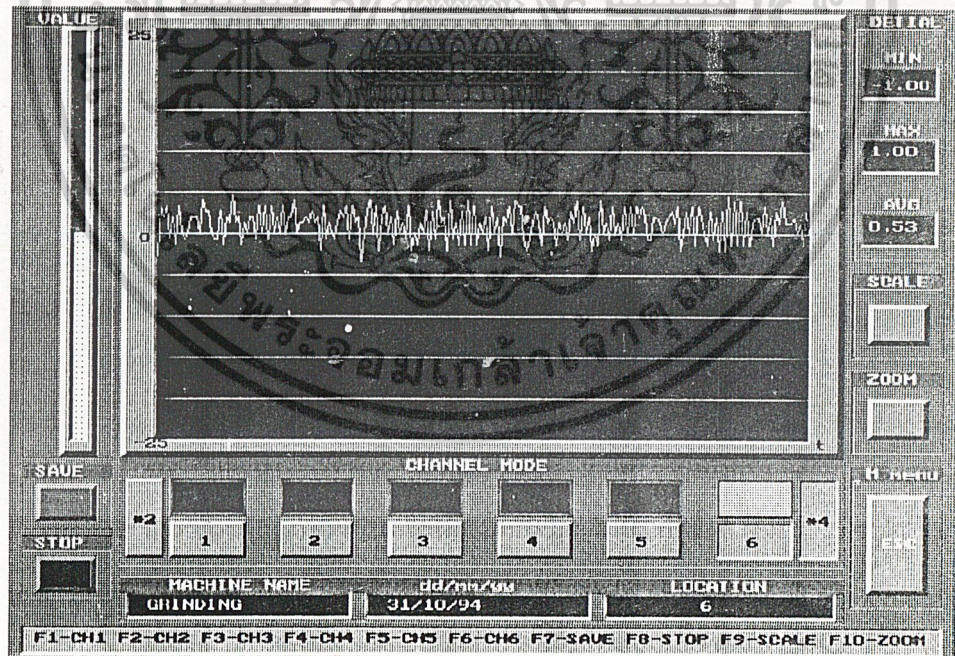 VALUE
25
0
-25
t
DETIAL
MIN
-1.00
MAX
1.00
AVG
0.53
SCALE
ZOOM
SAVE
STOP
CHANNEL MODE
*2
1
2
3
4
5
6
*4
M-menu
ESC
MACHINE NAME
GRINDING
dd/mm/yy
31/10/94
LOCATION
6
F1-CH1 F2-CH2 F3-CH3 F4-CH4 F5-CH5 F6-CH6 F7-SAVE F8-STOP F9-SCALE F10-ZOOM